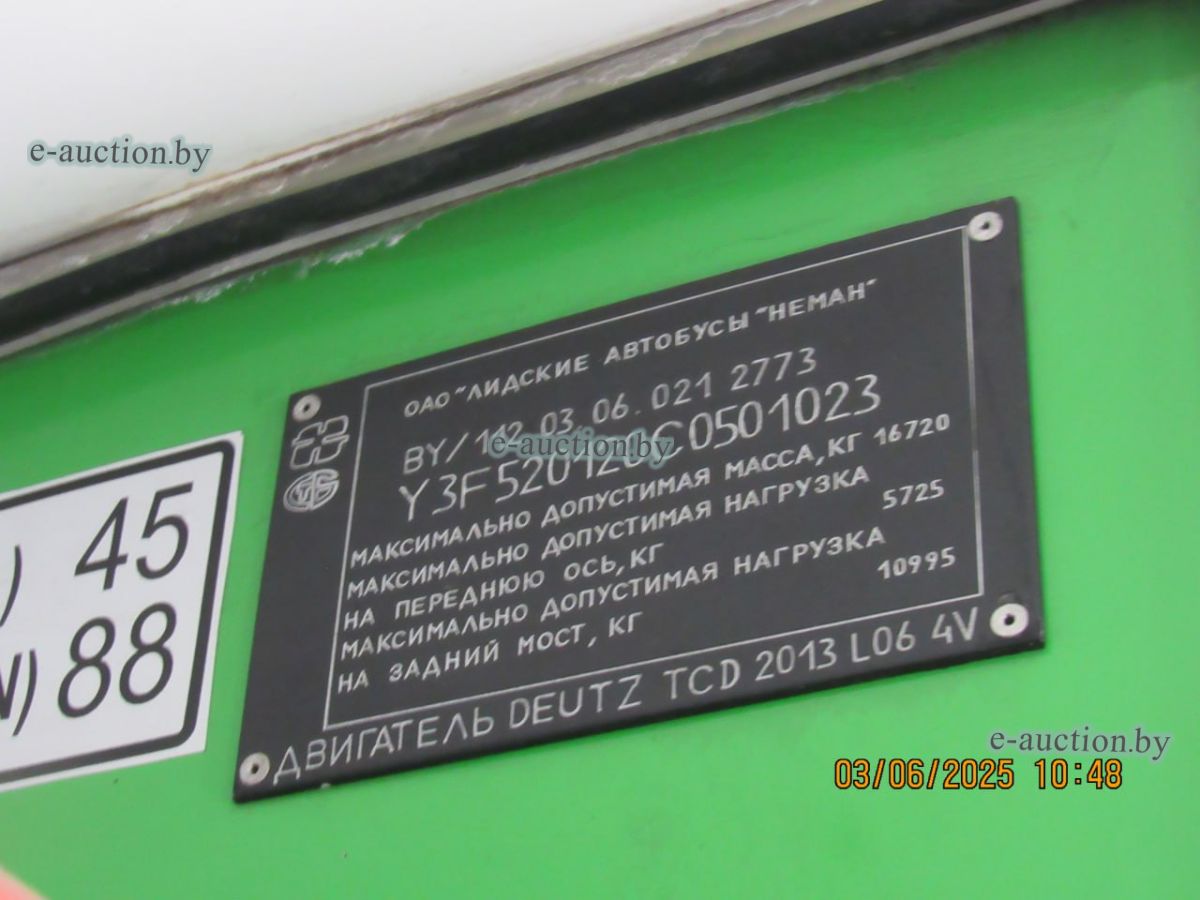 e-auction.by
ОАО "ЛИДСКИЕ АВТОБУСЫ "НЕМАН"
BY/112 03.06.021 2773
e-auction.by
Y3F520120C0501023
МАКСИМАЛЬНО ДОПУСТИМАЯ МАССА, КГ 16720
МАКСИМАЛЬНО ДОПУСТИМАЯ НАГРУЗКА
НА ПЕРЕДНЮЮ ОСЬ, КГ 5725
МАКСИМАЛЬНО ДОПУСТИМАЯ НАГРУЗКА
НА ЗАДНИЙ МОСТ, КГ 10995
ДВИГАТЕЛЬ DEUTZ TCD 2013 L06 4V
) 45
) 88
e-auction.by
03/06/2025 10:48